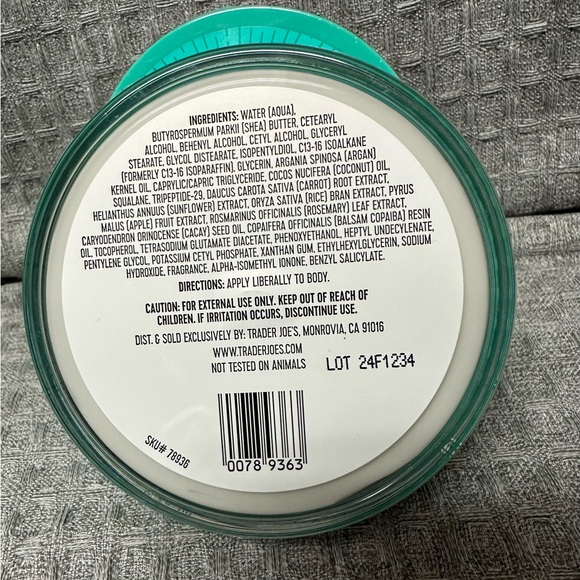 INGREDIENTS: WATER (AQUA),
BUTYROSPERMUM PARKII (SHEA) BUTTER, CETEARYL
ALCOHOL, BEHENYL ALCOHOL, CETYL ALCOHOL, GLYCERYL
STEARATE, GLYCOL DISTEARATE, ISOPENTYLDIOL, C13-16 ISOALKANE
(FORMERLY C13-16 ISOPARAFFIN), GLYCERIN, ARGANIA SPINOSA (ARGAN)
KERNEL OIL, CAPRYLIC/CAPRIC TRIGLYCERIDE, COCOS NUCIFERA (COCONUT) OIL,
SQUALANE, TRIPEPTIDE-29, DAUCUS CAROTA SATIVA (CARROT) ROOT EXTRACT,
HELIANTHUS ANNUUS (SUNFLOWER) EXTRACT, ORYZA SATIVA (RICE) BRAN EXTRACT, PYRUS
MALUS (APPLE) FRUIT EXTRACT, ROSMARINUS OFFICINALIS (ROSEMARY) LEAF EXTRACT,
CARYODENDRON ORINOCENSE (CACAY) SEED OIL, COPAIFERA OFFICINALIS (BALSAM COPAIBA) RESIN
OIL, TOCOPHEROL, TETRASODIUM GLUTAMATE DIACETATE, PHENOXYETHANOL, HEPTYL UNDECYLENATE,
PENTYLENE GLYCOL, POTASSIUM CETYL PHOSPHATE, XANTHAN GUM, ETHYLHEXYLGLYCERIN, SODIUM
HYDROXIDE, FRAGRANCE, ALPHA-ISOMETHYL IONONE, BENZYL SALICYLATE.
DIRECTIONS: APPLY LIBERALLY TO BODY.
CAUTION: FOR EXTERNAL USE ONLY. KEEP OUT OF REACH OF
CHILDREN. IF IRRITATION OCCURS, DISCONTINUE USE.
DIST. & SOLD EXCLUSIVELY BY: TRADER JOE'S, MONROVIA, CA 91016
WWW.TRADERJOES.COM
NOT TESTED ON ANIMALS
LOT 24F1234
SKU# 78936
0078 9363